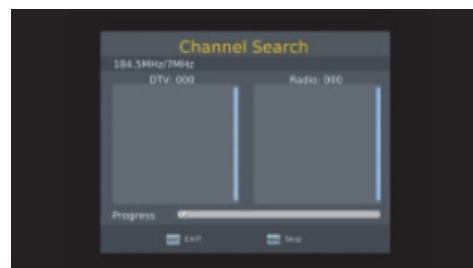 Channel Search
184.5MHz/7MHz
DTV: 000 Radio: 000
Progress
EXIT Skip